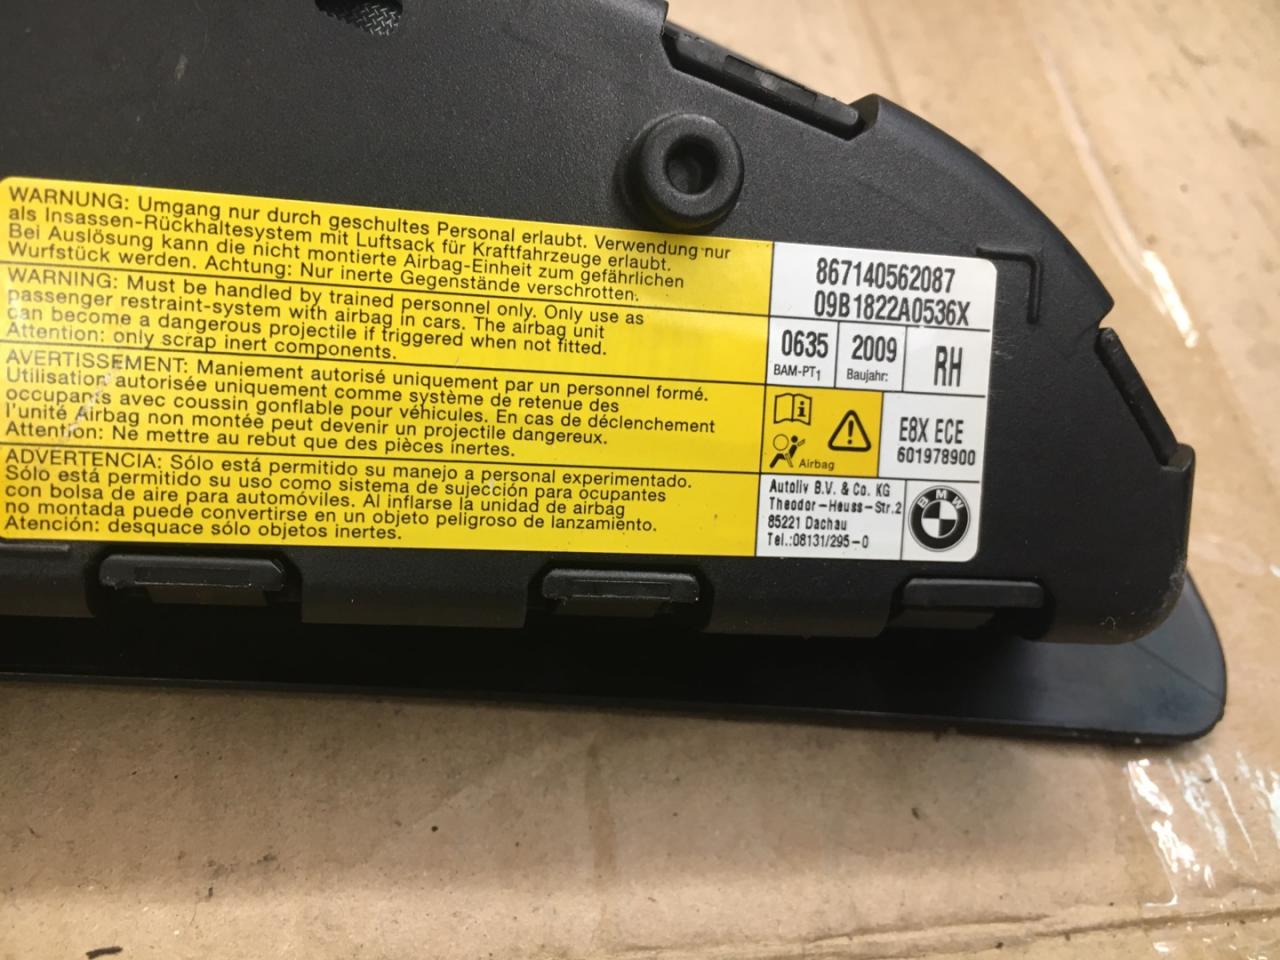 WARNUNG: Umgang nur durch geschultes Personal erlaubt. Verwendung nur
als Insassen-Rückhaltesystem mit Luftsack für Kraftfahrzeuge erlaubt.
Bei Auslösung kann die nicht montierte Airbag-Einheit zum gefährlichen
Wurfstück werden. Achtung: Nur inerte Gegenstände verschrotten.
WARNING: Must be handled by trained personnel only. Only use as
passenger restraint-system with airbag in cars. The airbag unit
can become a dangerous projectile if triggered when not fitted.
Attention: only scrap inert components.
AVERTISSEMENT: Maniement autorisé uniquement par un personnel formé.
Utilisation autorisée uniquement comme système de retenue des
occupants avec coussin gonflable pour véhicules. En cas de déclenchement
l'unité Airbag non montée peut devenir un projectile dangereux.
Attention: Ne mettre au rebut que des pièces inertes.
ADVERTENCIA: Sólo está permitido su manejo a personal experimentado.
Sólo está permitido su uso como sistema de sujección para ocupantes
con bolsa de aire para automóviles. Al inflarse la unidad de airbag
no montada puede convertirse en un objeto peligroso de lanzamiento.
Atención: desguace sólo objetos inertes.
867140562087
09B1822A0536X
0635 2009 RH
BAM-PT1 Baujahr:
Airbag
E8X ECE
601978900
Autoliv B.V. & Co. KG
Theodor-Heuss-Str.2
85221 Dachau
Tel.:08131/295-0
BMW